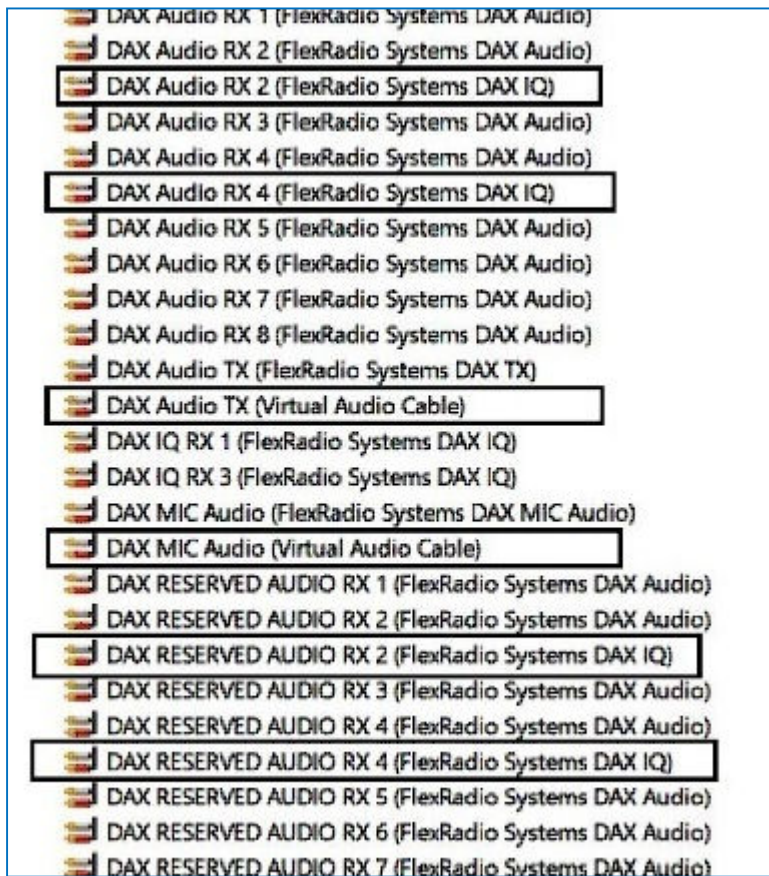 DAX Audio RX 1 (FlexRadio Systems DAX Audio)
DAX Audio RX 2 (FlexRadio Systems DAX Audio)
DAX Audio RX 2 (FlexRadio Systems DAX IQ)
DAX Audio RX 3 (FlexRadio Systems DAX Audio)
DAX Audio RX 4 (FlexRadio Systems DAX Audio)
DAX Audio RX 4 (FlexRadio Systems DAX IQ)
DAX Audio RX 5 (FlexRadio Systems DAX Audio)
DAX Audio RX 6 (FlexRadio Systems DAX Audio)
DAX Audio RX 7 (FlexRadio Systems DAX Audio)
DAX Audio RX 8 (FlexRadio Systems DAX Audio)
DAX Audio TX (FlexRadio Systems DAX TX)
DAX Audio TX (Virtual Audio Cable)
DAX IQ RX 1 (FlexRadio Systems DAX IQ)
DAX IQ RX 3 (FlexRadio Systems DAX IQ)
DAX MIC Audio (FlexRadio Systems DAX MIC Audio)
DAX MIC Audio (Virtual Audio Cable)
DAX RESERVED AUDIO RX 1 (FlexRadio Systems DAX Audio)
DAX RESERVED AUDIO RX 2 (FlexRadio Systems DAX Audio)
DAX RESERVED AUDIO RX 2 (FlexRadio Systems DAX IQ)
DAX RESERVED AUDIO RX 3 (FlexRadio Systems DAX Audio)
DAX RESERVED AUDIO RX 4 (FlexRadio Systems DAX Audio)
DAX RESERVED AUDIO RX 4 (FlexRadio Systems DAX IQ)
DAX RESERVED AUDIO RX 5 (FlexRadio Systems DAX Audio)
DAX RESERVED AUDIO RX 6 (FlexRadio Systems DAX Audio)
DAX RESERVED AUDIO RX 7 (FlexRadio Systems DAX Audio)